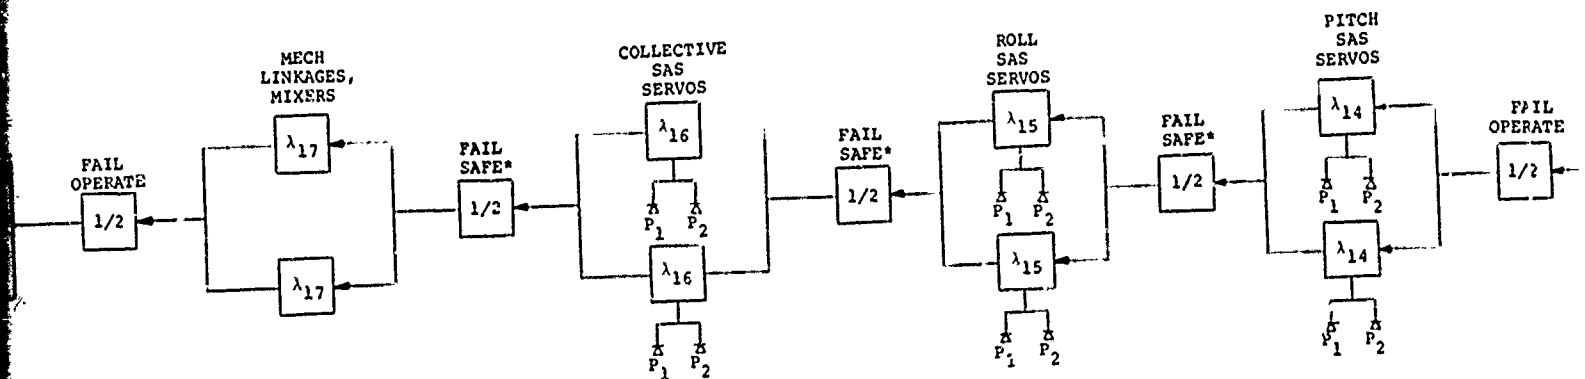 FAIL
OPERATE
1/2
MECH
LINKAGES,
MIXERS
λ17
λ17
FAIL
SAFE*
1/2
COLLECTIVE
SAS
SERVOS
λ16
P1 P2
λ16
P1 P2
FAIL
SAFE*
1/2
ROLL
SAS
SERVOS
λ15
P1 P2
λ15
P1 P2
FAIL
SAFE*
1/2
PITCH
SAS
SERVOS
λ14
P1 P2
λ14
P1 P2
FAIL
OPERATE
1/2